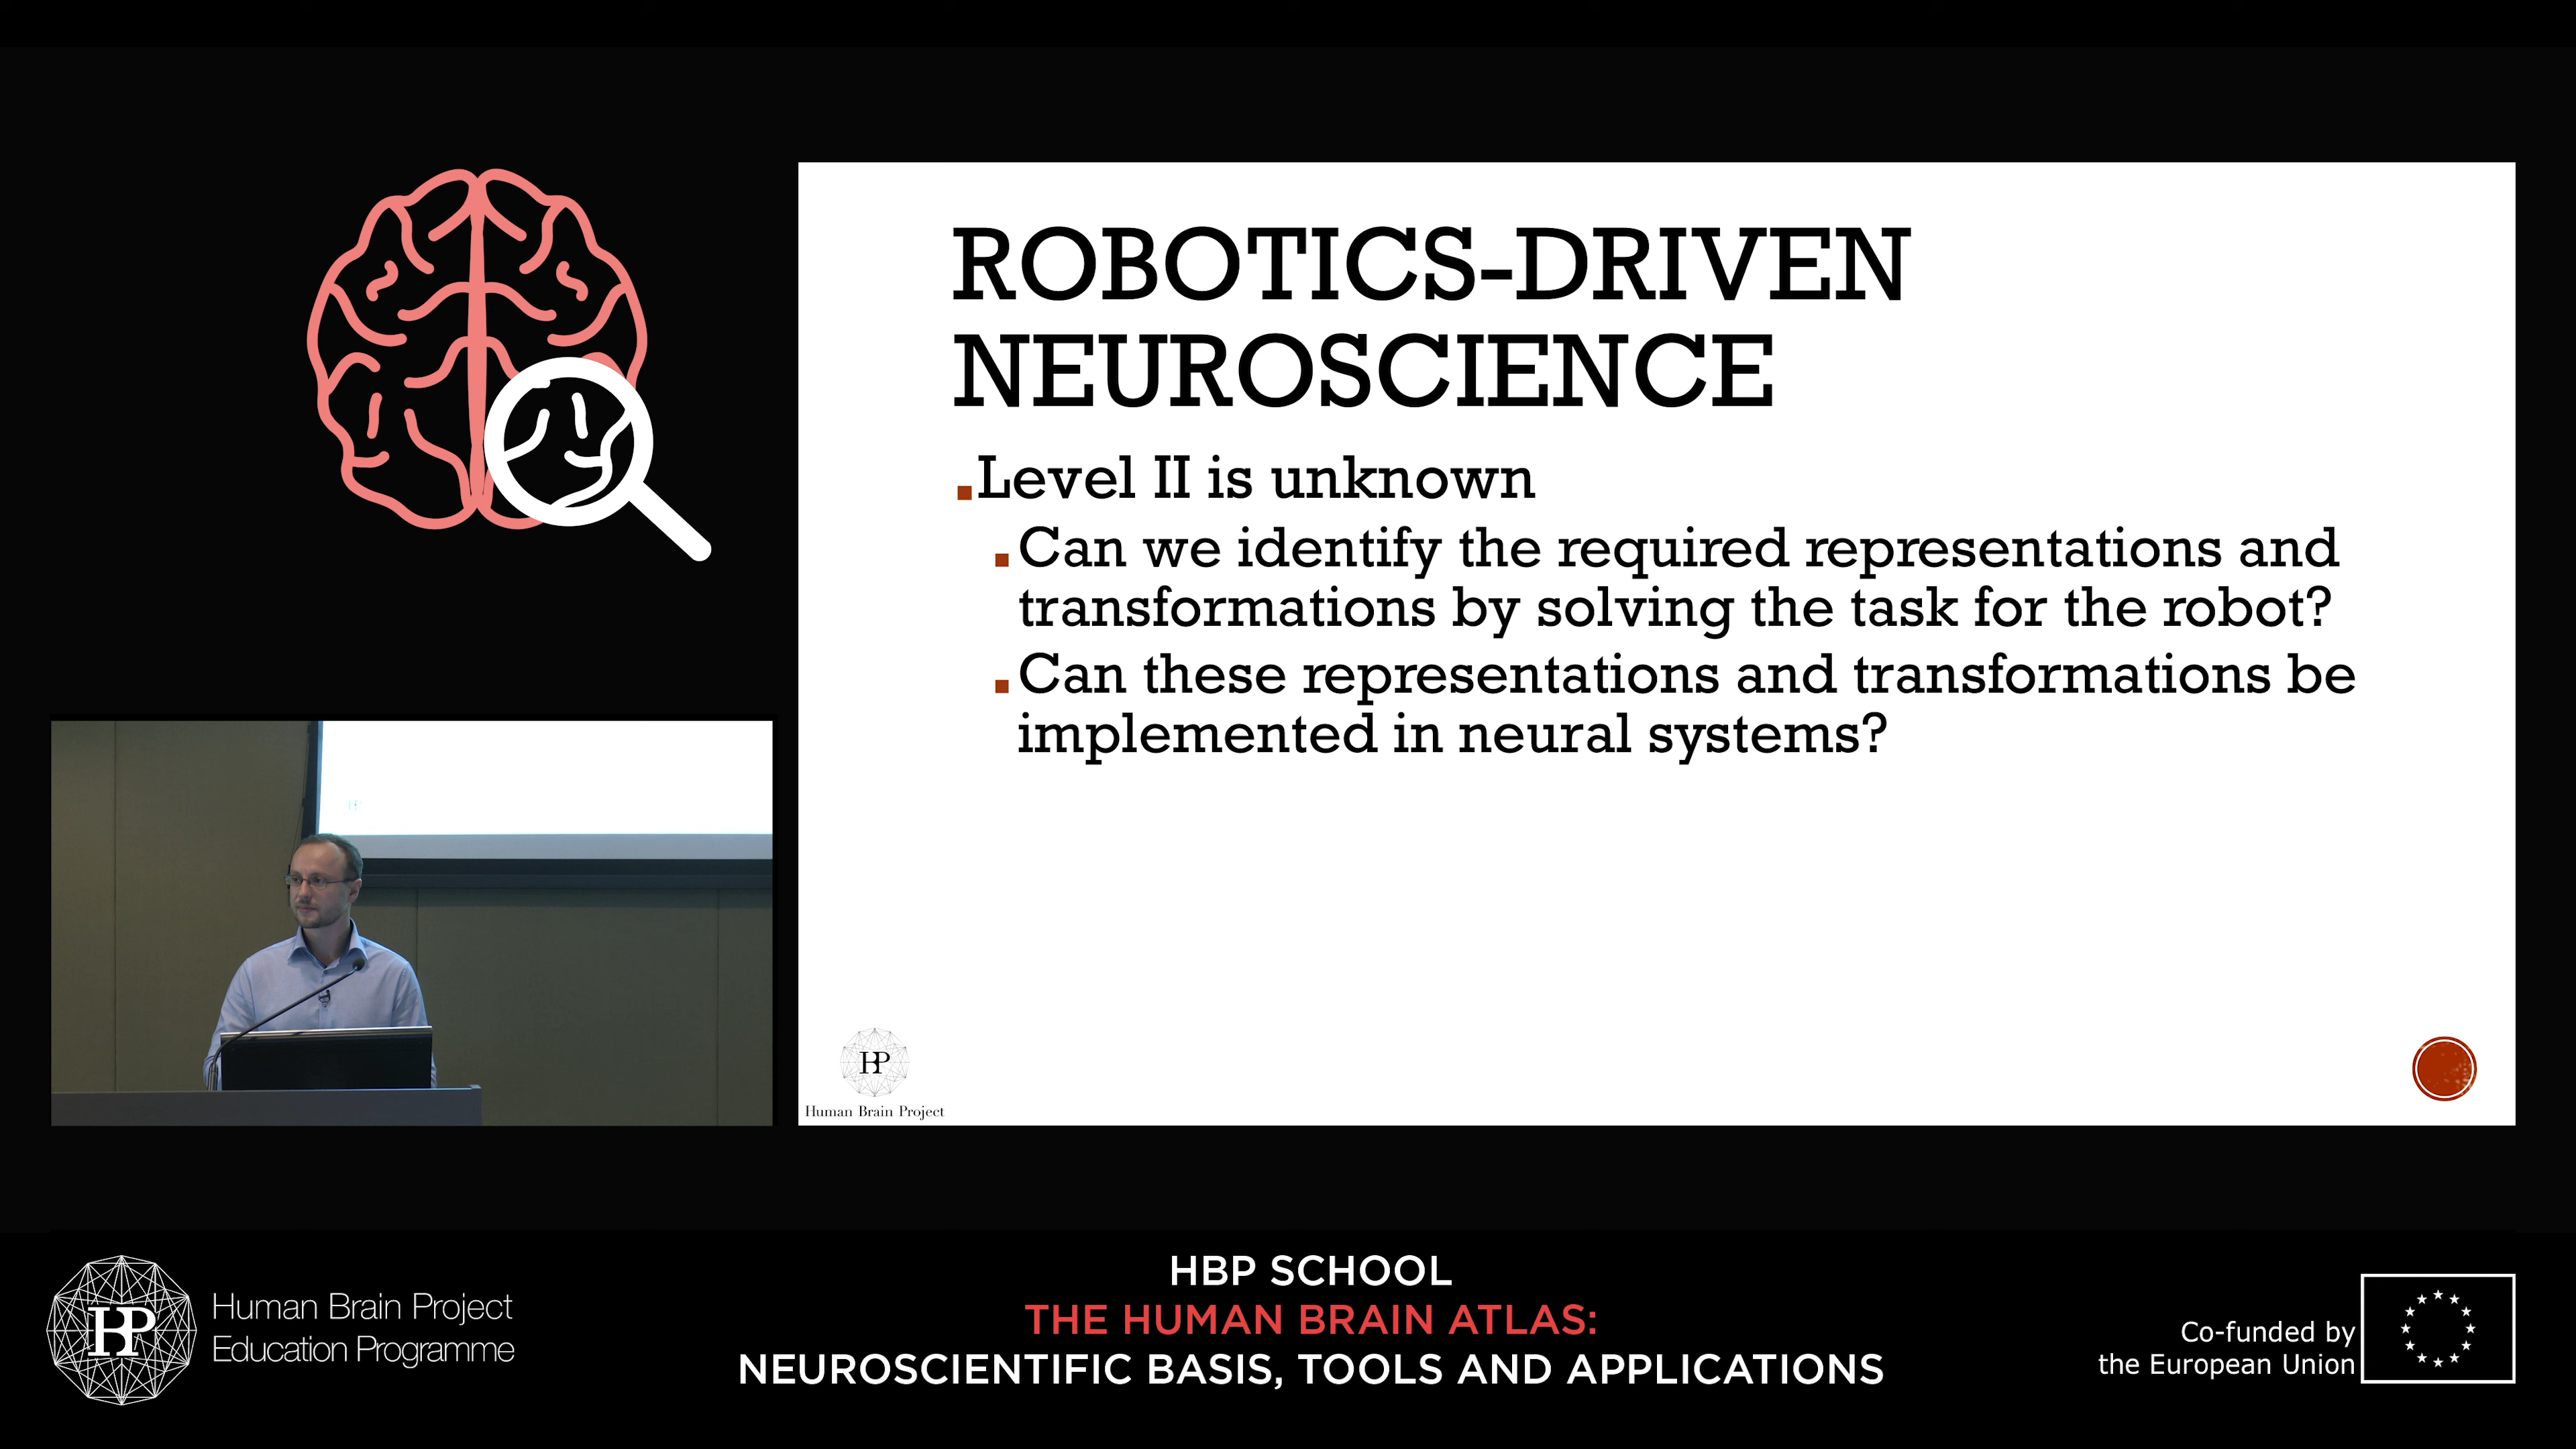 ROBOTICS-DRIVEN
NEUROSCIENCE
Level II is unknown
Can we identify the required representations and
transformations by solving the task for the robot?
Can these representations and transformations be
implemented in neural systems?
HBP
Human Brain Project
HBP
Human Brain Project
Education Programme
HBP SCHOOL
THE HUMAN BRAIN ATLAS:
NEUROSCIENTIFIC BASIS, TOOLS AND APPLICATIONS
Co-funded by
the European Union